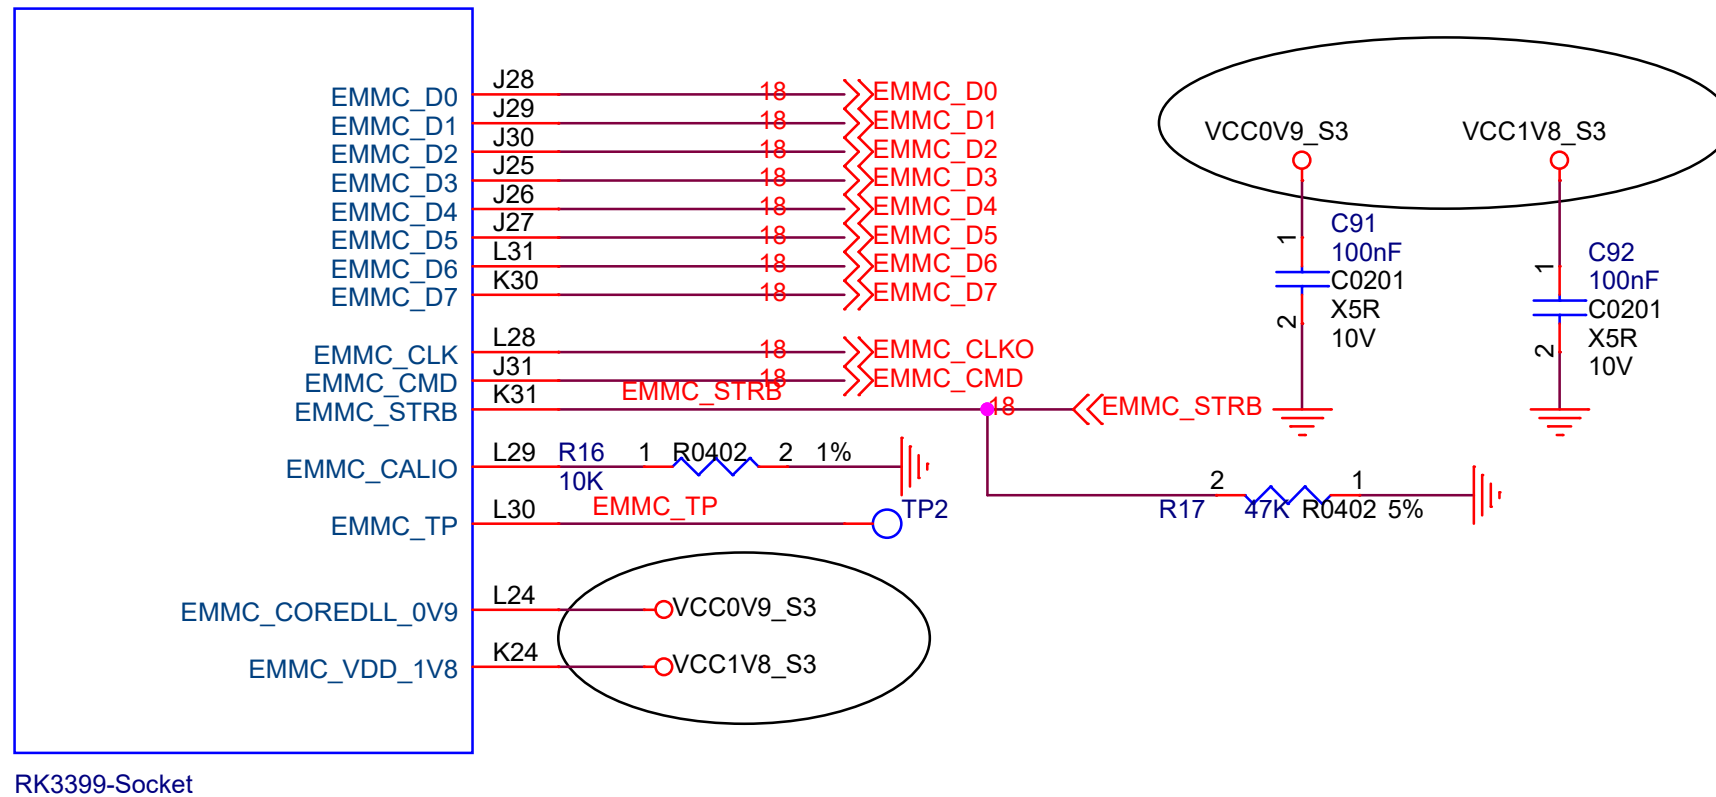 EMMC_D0 J28 18 EMMC_D0
EMMC_D1 J29 18 EMMC_D1
EMMC_D2 J30 18 EMMC_D2
EMMC_D3 J25 18 EMMC_D3
EMMC_D4 J26 18 EMMC_D4
EMMC_D5 J27 18 EMMC_D5
EMMC_D6 L31 18 EMMC_D6
EMMC_D7 K30 18 EMMC_D7
EMMC_CLK L28 18 EMMC_CLKO
EMMC_CMD J31 18 EMMC_CMD
EMMC_STRB K31 EMMC_STRB 18 EMMC_STRB
EMMC_CALIO L29 R16 1 R0402 2 1%
10K
EMMC_TP L30 EMMC_TP TP2
EMMC_COREDLL_0V9 L24 VCC0V9_S3
EMMC_VDD_1V8 K24 VCC1V8_S3
RK3399-Socket
VCC0V9_S3
1
2
C91
100nF
C0201
X5R
10V
VCC1V8_S3
1
2
C92
100nF
C0201
X5R
10V
2 1
R17 47K R0402 5%